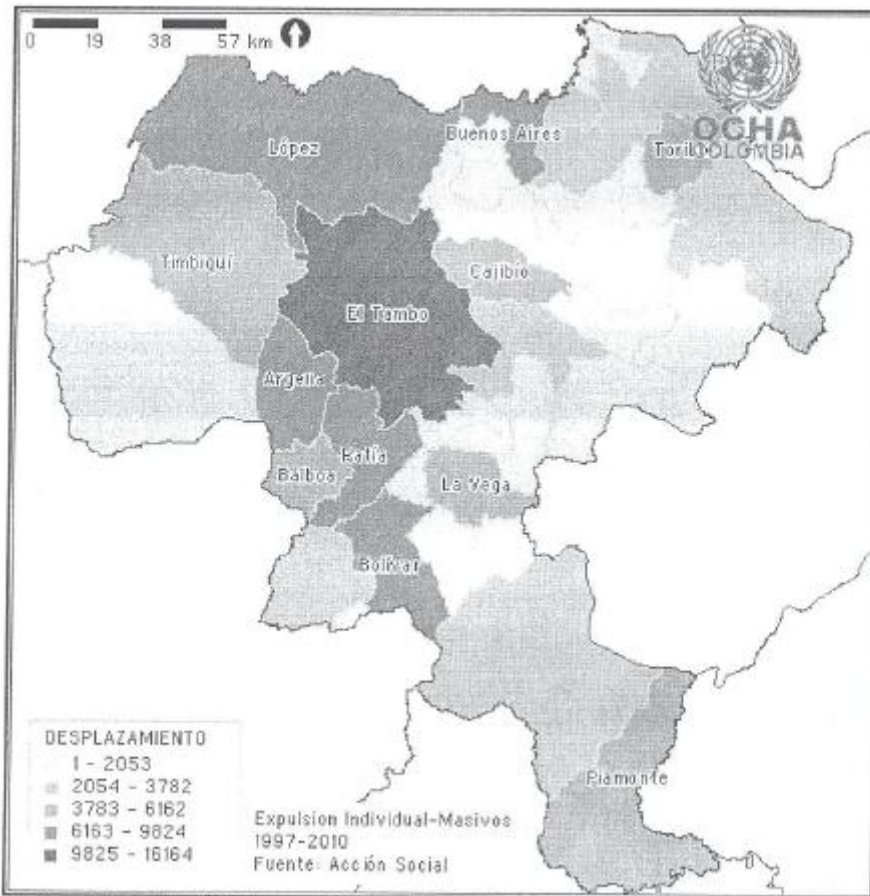 0 19 38 57 km
OCHA
COLOMBIA
Buenos Aires
López
Timbiquí
Cajibío
El Tambo
Argelia
Patía
Balboa
La Vega
Bolívar
Piamonte
DESPLAZAMIENTO
1 - 2053
2054 - 3782
3783 - 6162
6163 - 9824
9825 - 16164
Expulsion Individual-Masivos
1997-2010
Fuente: Acción Social